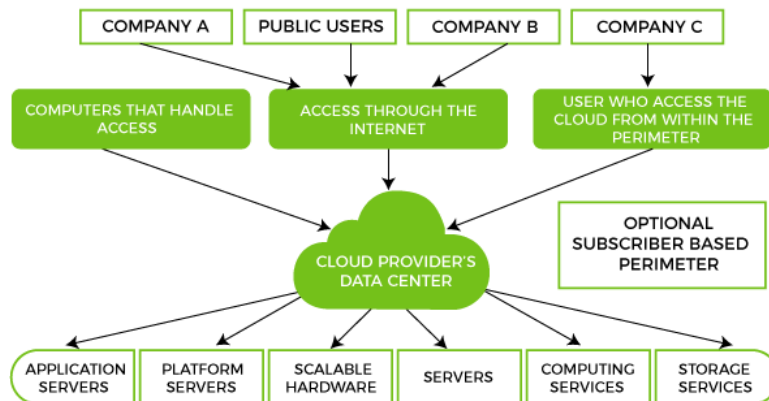 COMPANY A
PUBLIC USERS
COMPANY B
COMPANY C
COMPUTERS THAT HANDLE
ACCESS
ACCESS THROUGH THE
INTERNET
USER WHO ACCESS THE
CLOUD FROM WITHIN THE
PERIMETER
CLOUD PROVIDER'S
DATA CENTER
OPTIONAL
SUBSCRIBER BASED
PERIMETER
APPLICATION
SERVERS
PLATFORM
SERVERS
SCALABLE
HARDWARE
SERVERS
COMPUTING
SERVICES
STORAGE
SERVICES